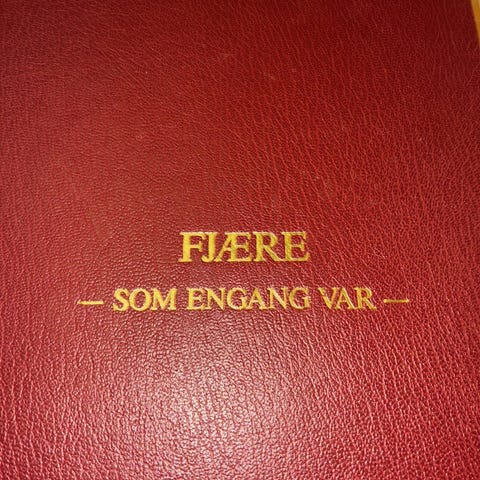 FJÆRE
— SOM ENGANG VAR —